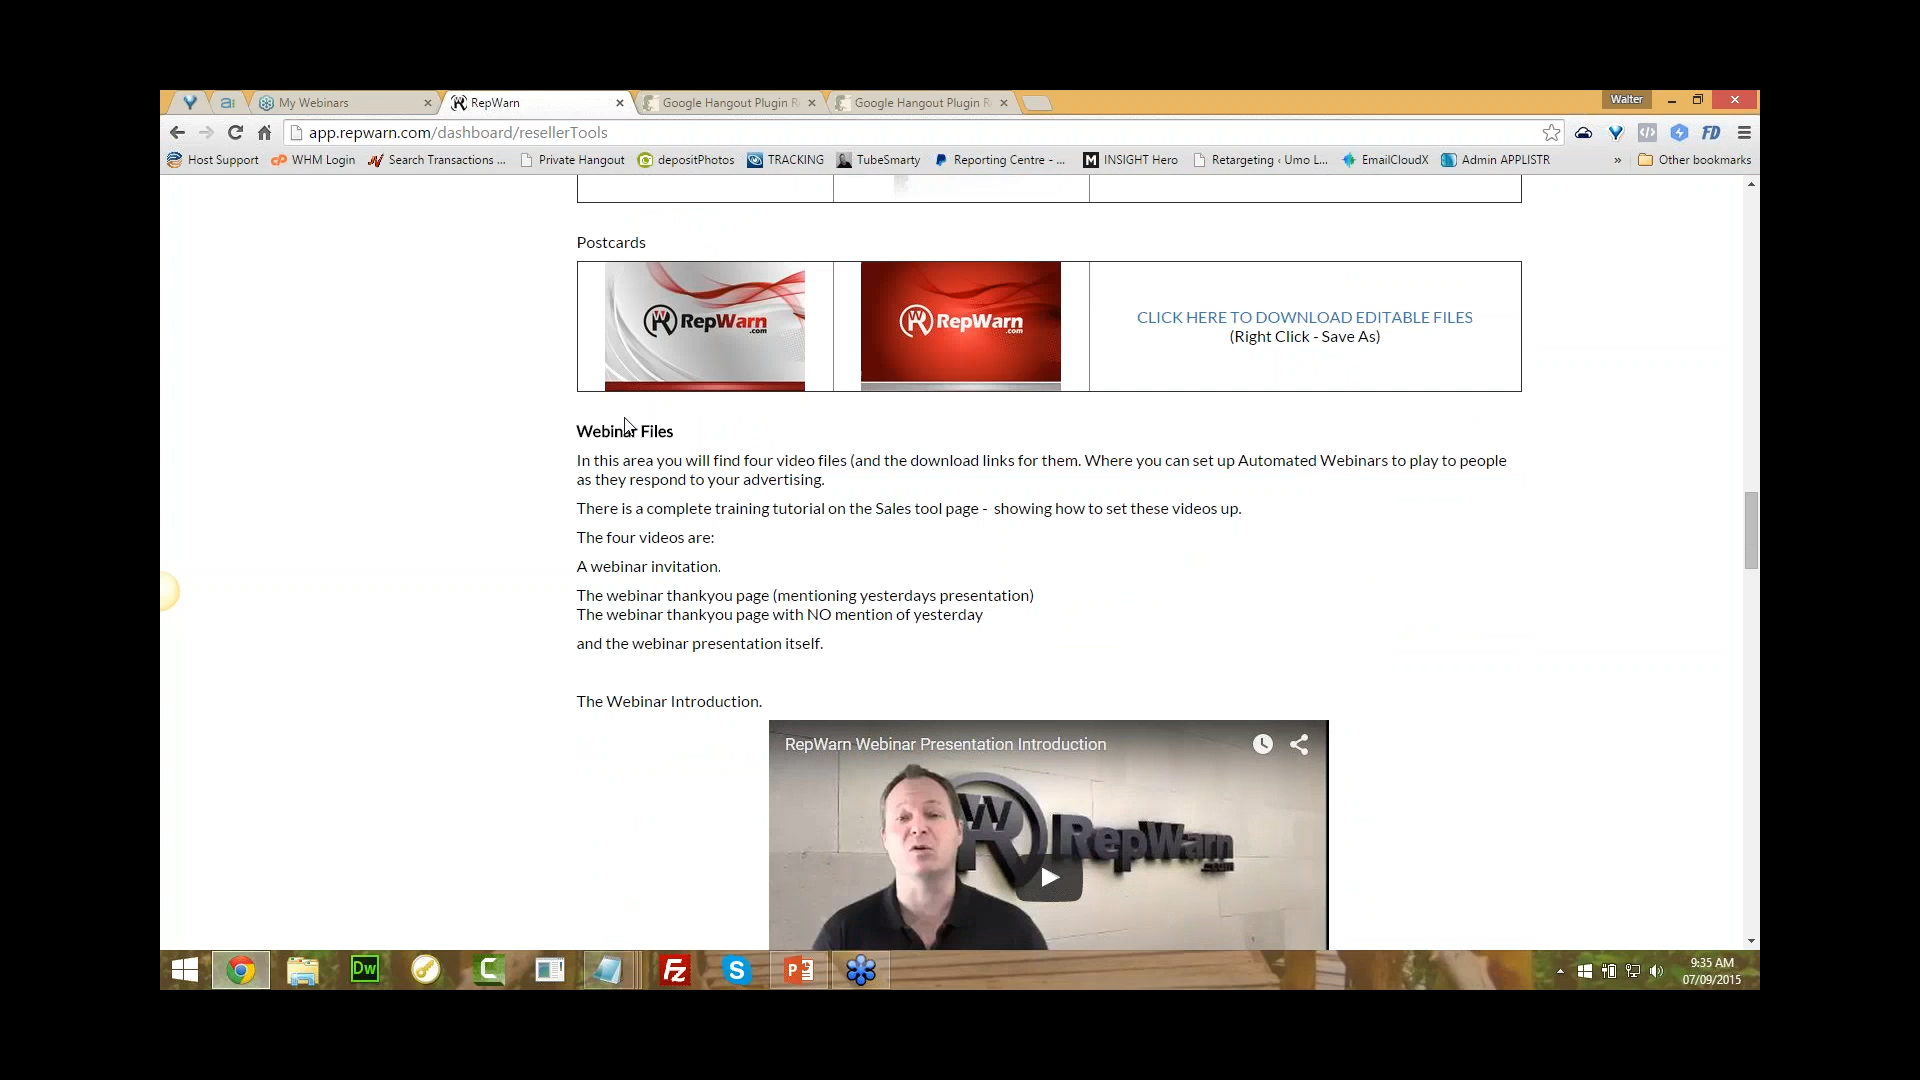 My Webinars
RepWarn
Google Hangout Plugin R
Google Hangout Plugin R
Walter
app.repwarn.com/dashboard/resellerTools
Host Support
WHM Login
Search Transactions ...
Private Hangout
depositPhotos
TRACKING
TubeSmarty
Reporting Centre - ...
INSIGHT Hero
Retargeting ‹ Umo L...
EmailCloudX
Admin APPLISTR
»
Other bookmarks
Postcards
RepWarn
.com
RepWarn
.com
CLICK HERE TO DOWNLOAD EDITABLE FILES
(Right Click - Save As)
Webinar Files
In this area you will find four video files (and the download links for them. Where you can set up Automated Webinars to play to people
as they respond to your advertising.
There is a complete training tutorial on the Sales tool page - showing how to set these videos up.
The four videos are:
A webinar invitation.
The webinar thankyou page (mentioning yesterdays presentation)
The webinar thankyou page with NO mention of yesterday
and the webinar presentation itself.
The Webinar Introduction.
RepWarn Webinar Presentation Introduction
RepWarn
.com
9:35 AM
07/09/2015